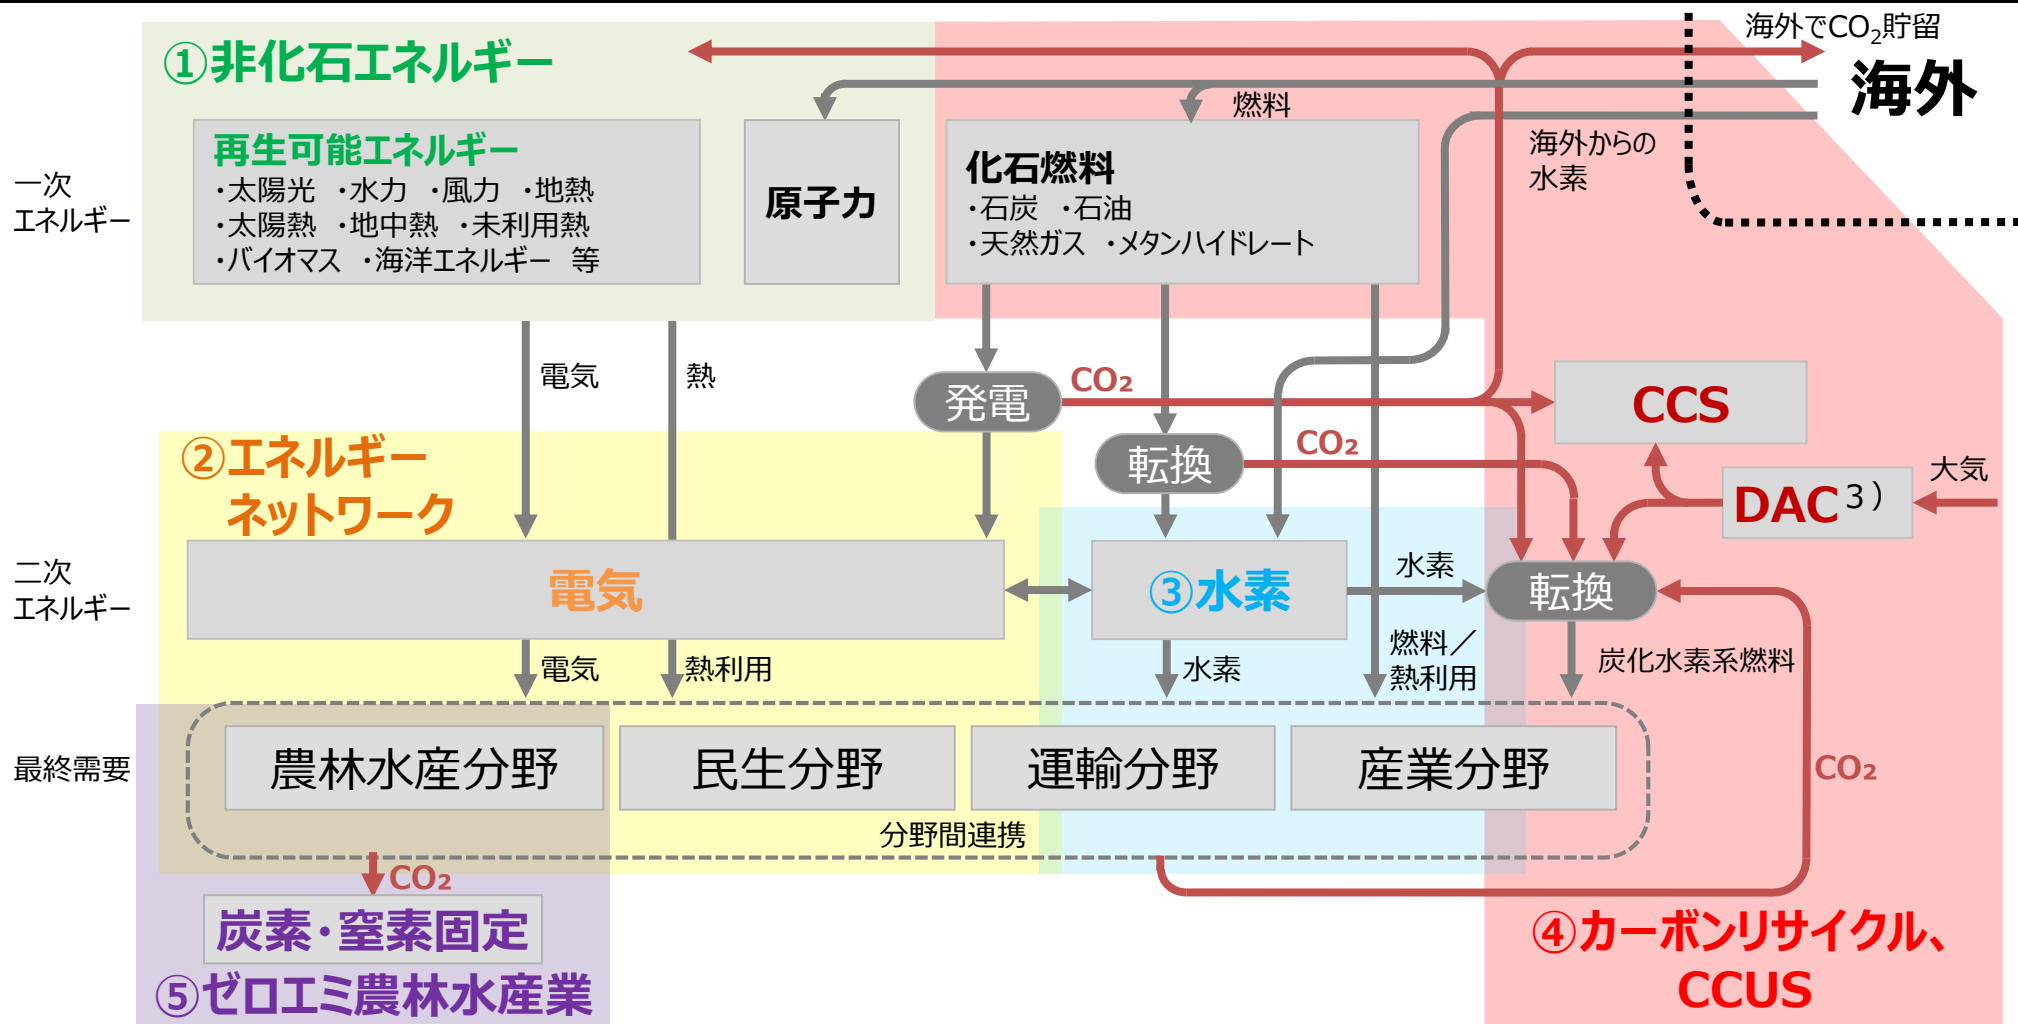 海外でCO₂貯留
①非化石エネルギー
海外
燃料
再生可能エネルギー
・太陽光 ・水力 ・風力 ・地熱
・太陽熱 ・地中熱 ・未利用熱
・バイオマス ・海洋エネルギー 等
原子力
化石燃料
・石炭 ・石油
・天然ガス ・メタンハイドレート
海外からの
水素
一次
エネルギー
電気
熱
発電
CO₂
CCS
②エネルギー
ネットワーク
転換
CO₂
DAC³⁾
大気
二次
エネルギー
電気
③水素
水素
転換
電気
熱利用
水素
燃料／
熱利用
炭化水素系燃料
最終需要
農林水産分野
民生分野
運輸分野
産業分野
CO₂
分野間連携
CO₂
炭素・窒素固定
⑤ゼロエミ農林水産業
④カーボンリサイクル、
CCUS